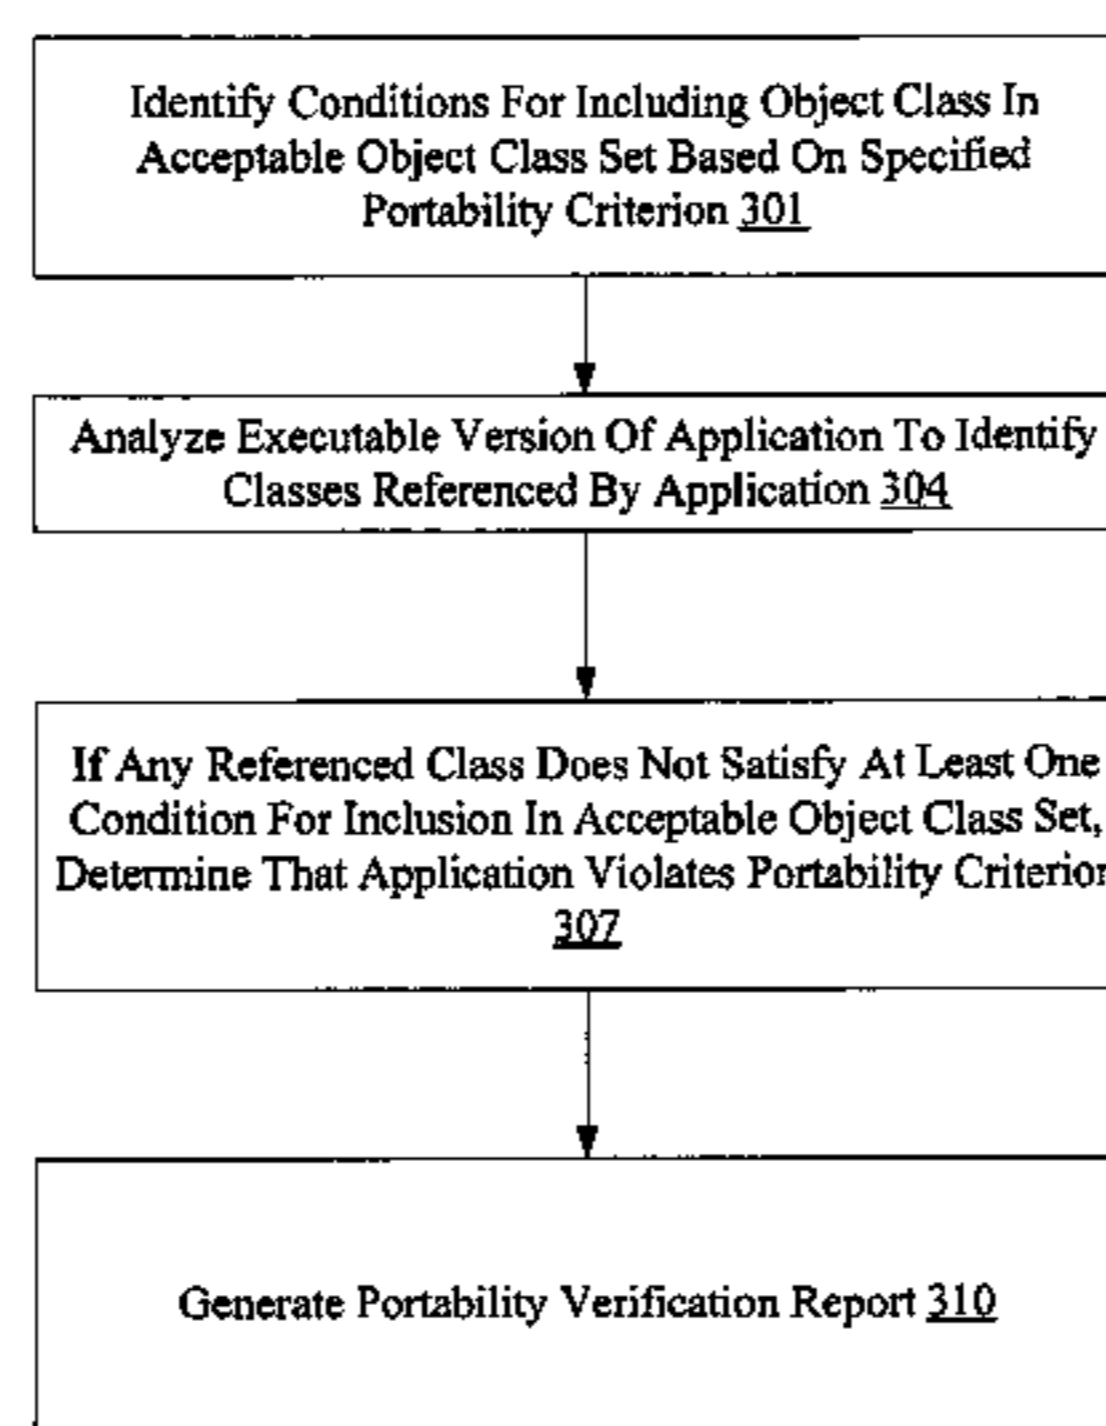 Identify Conditions For Including Object Class In
Acceptable Object Class Set Based On Specified
Portability Criterion 301
Analyze Executable Version Of Application To Identify
Classes Referenced By Application 304
If Any Referenced Class Does Not Satisfy At Least One
Condition For Inclusion In Acceptable Object Class Set,
Determine That Application Violates Portability Criterion
307
Generate Portability Verification Report 310